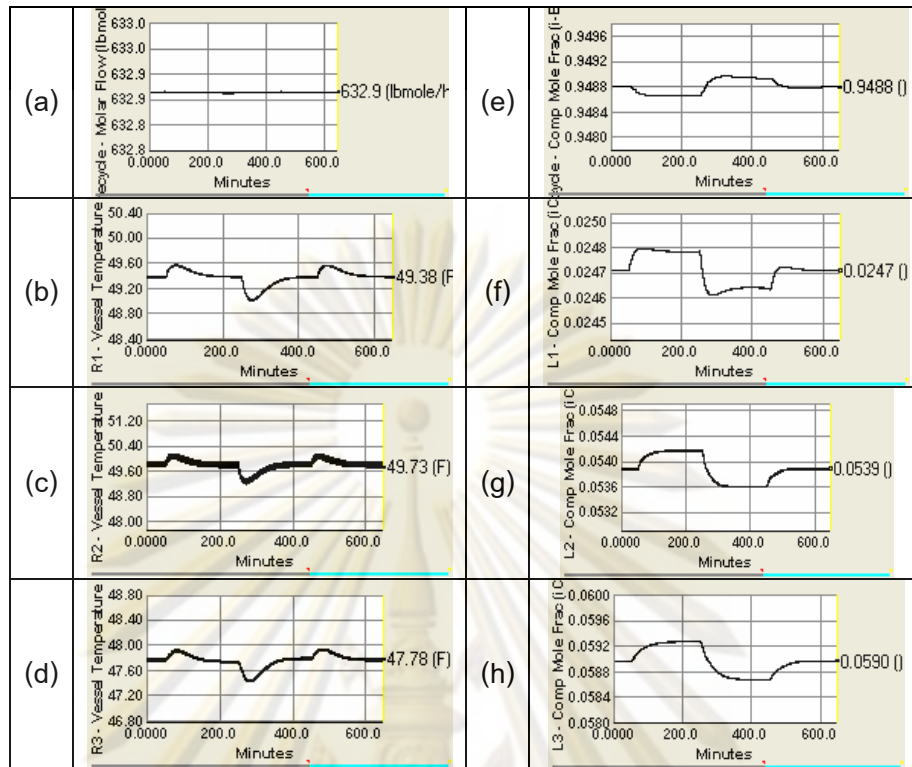 (a)
Recycle - Molar Flow (lbmol
633.0
633.0
632.9
632.9
632.8
632.8
0.0000 200.0 400.0 600.0
Minutes
632.9 (lbmole/h
(e)
cycle - Comp Mole Frac (i-B
0.9496
0.9492
0.9488
0.9484
0.9480
0.0000 200.0 400.0 600.0
Minutes
0.9488 ()
(b)
R1 - Vessel Temperature
50.40
50.00
49.60
49.20
48.80
48.40
0.0000 200.0 400.0 600.0
Minutes
49.38 (F
(f)
L1 - Comp Mole Frac (iC
0.0250
0.0248
0.0247
0.0246
0.0245
0.0000 200.0 400.0 600.0
Minutes
0.0247 ()
(c)
R2 - Vessel Temperature
51.20
50.40
49.60
48.80
48.00
0.0000 200.0 400.0 600.0
Minutes
49.73 (F)
(g)
L2 - Comp Mole Frac (iC
0.0548
0.0544
0.0540
0.0536
0.0532
0.0000 200.0 400.0 600.0
Minutes
0.0539 ()
(d)
R3 - Vessel Temperature
48.80
48.40
48.00
47.60
47.20
46.80
0.0000 200.0 400.0 600.0
Minutes
47.78 (F)
(h)
L3 - Comp Mole Frac (iC
0.0600
0.0596
0.0592
0.0588
0.0584
0.0580
0.0000 200.0 400.0 600.0
Minutes
0.0590 ()